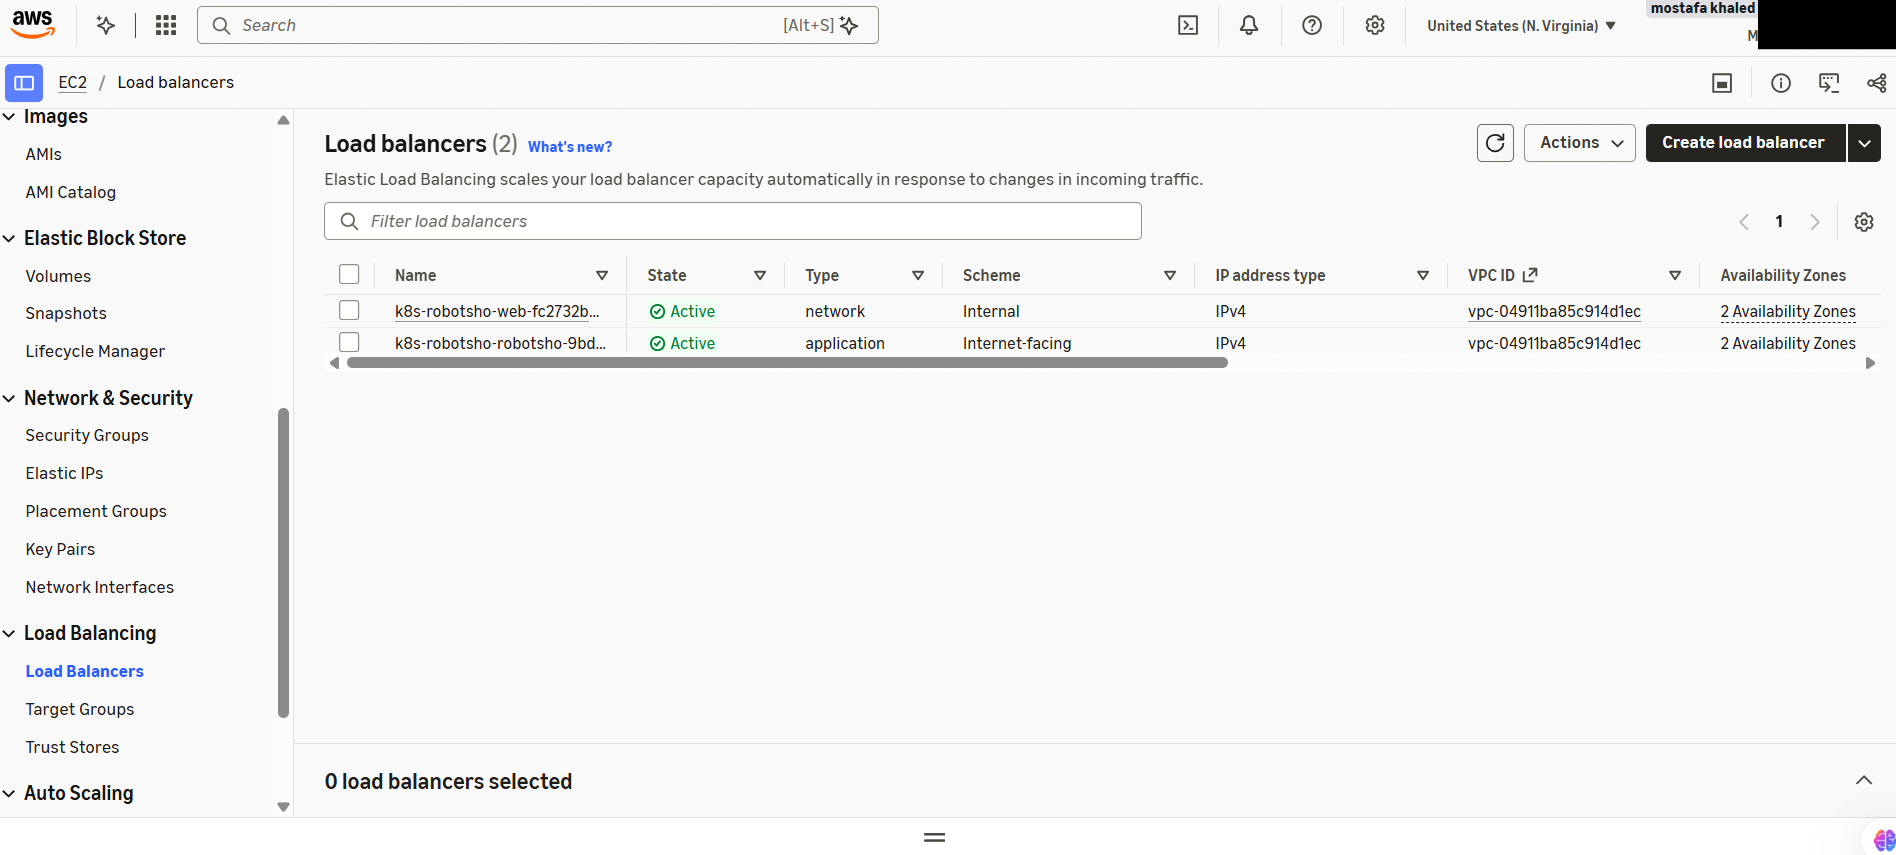 aws
Search [Alt+S]
United States (N. Virginia)
mostafa khaled
M
EC2 / Load balancers
Images
AMIs
AMI Catalog
Elastic Block Store
Volumes
Snapshots
Lifecycle Manager
Network & Security
Security Groups
Elastic IPs
Placement Groups
Key Pairs
Network Interfaces
Load Balancing
Load Balancers
Target Groups
Trust Stores
Auto Scaling
Load balancers (2) What's new?
Actions
Create load balancer
Elastic Load Balancing scales your load balancer capacity automatically in response to changes in incoming traffic.
Filter load balancers
1
Name State Type Scheme IP address type VPC ID Availability Zones
k8s-robotsho-web-fc2732b... Active network Internal IPv4 vpc-04911ba85c914d1ec 2 Availability Zones
k8s-robotsho-robotsho-9bd... Active application Internet-facing IPv4 vpc-04911ba85c914d1ec 2 Availability Zones
0 load balancers selected